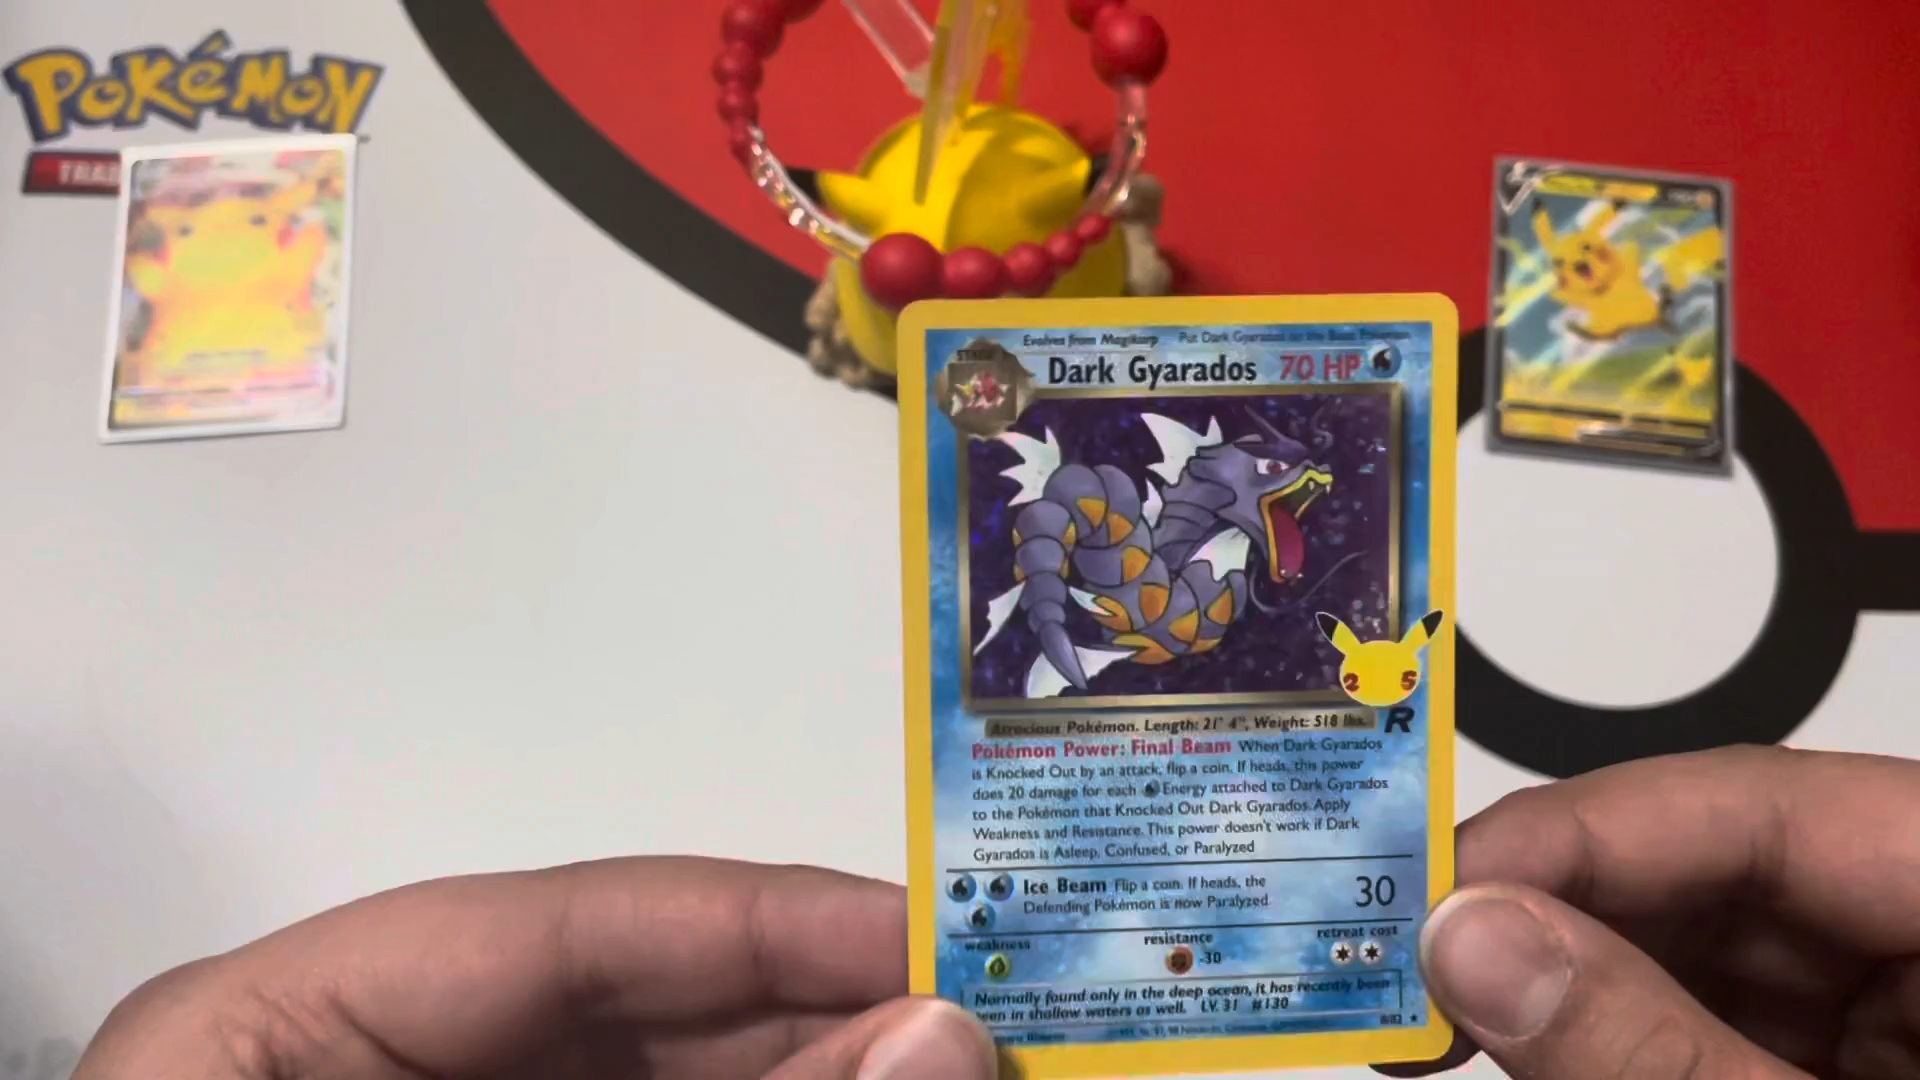 POKéMON
TRAD
Evolves from Magikarp Put Dark Gyarados on the Basic Pokémon
STAGE 1
Dark Gyarados 70 HP
2 5
Atrocious Pokémon. Length: 21' 4", Weight: 518 lbs.
R
Pokémon Power: Final Beam When Dark Gyarados
is Knocked Out by an attack, flip a coin. If heads, this power
does 20 damage for each Energy attached to Dark Gyarados
to the Pokémon that Knocked Out Dark Gyarados. Apply
Weakness and Resistance. This power doesn't work if Dark
Gyarados is Asleep, Confused, or Paralyzed
Ice Beam Flip a coin. If heads, the
Defending Pokémon is now Paralyzed.
30
weakness resistance retreat cost
-30
Normally found only in the deep ocean, it has recently been
seen in shallow waters as well. LV. 31 #130
8/82